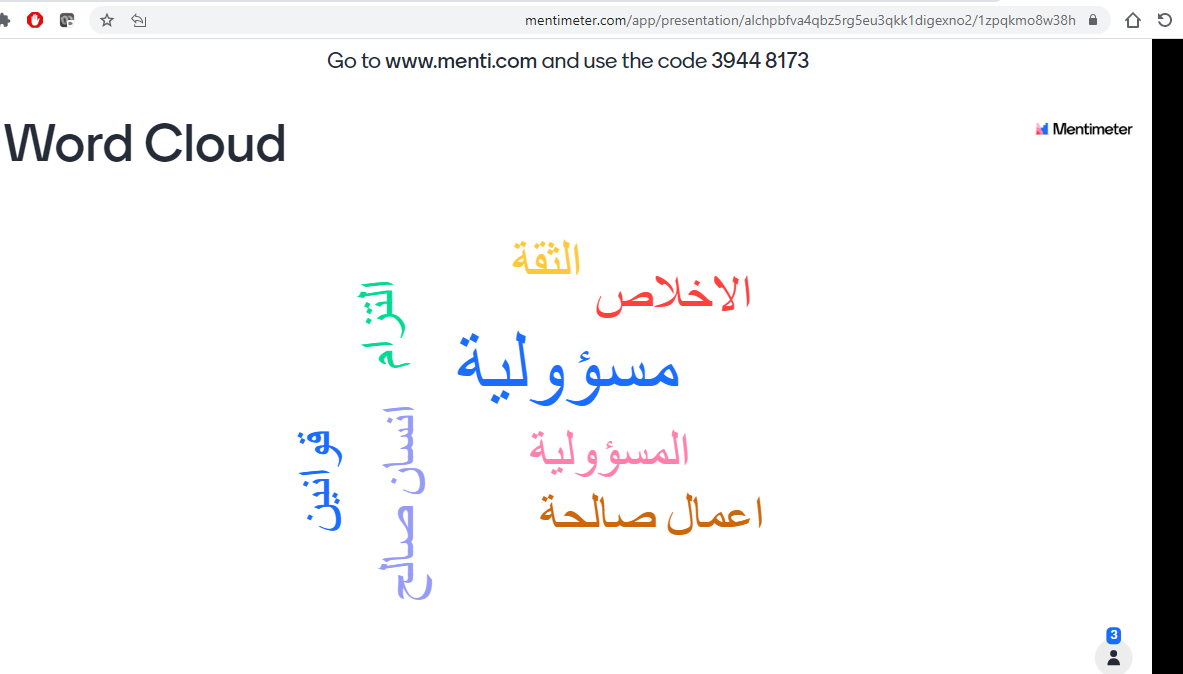 mentimeter.com/app/presentation/alchpbfva4qbz5rg5eu3qkk1digexno2/1zpqkmo8w38h
Go to www.menti.com and use the code 3944 8173
Word Cloud
Mentimeter
الثقة
الاخلاص
التزام
مسؤولية
انسان صالح
قوانين
المسؤولية
اعمال صالحة
3